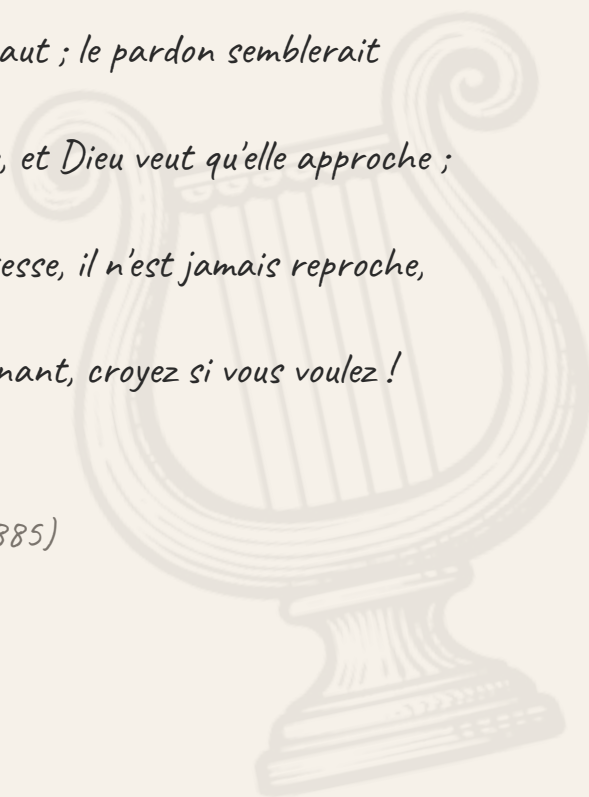 aut ; le pardon semblerait
, et Dieu veut qu'elle approche ;
esse, il n'est jamais reproche,
nant, croyez si vous voulez !
885)